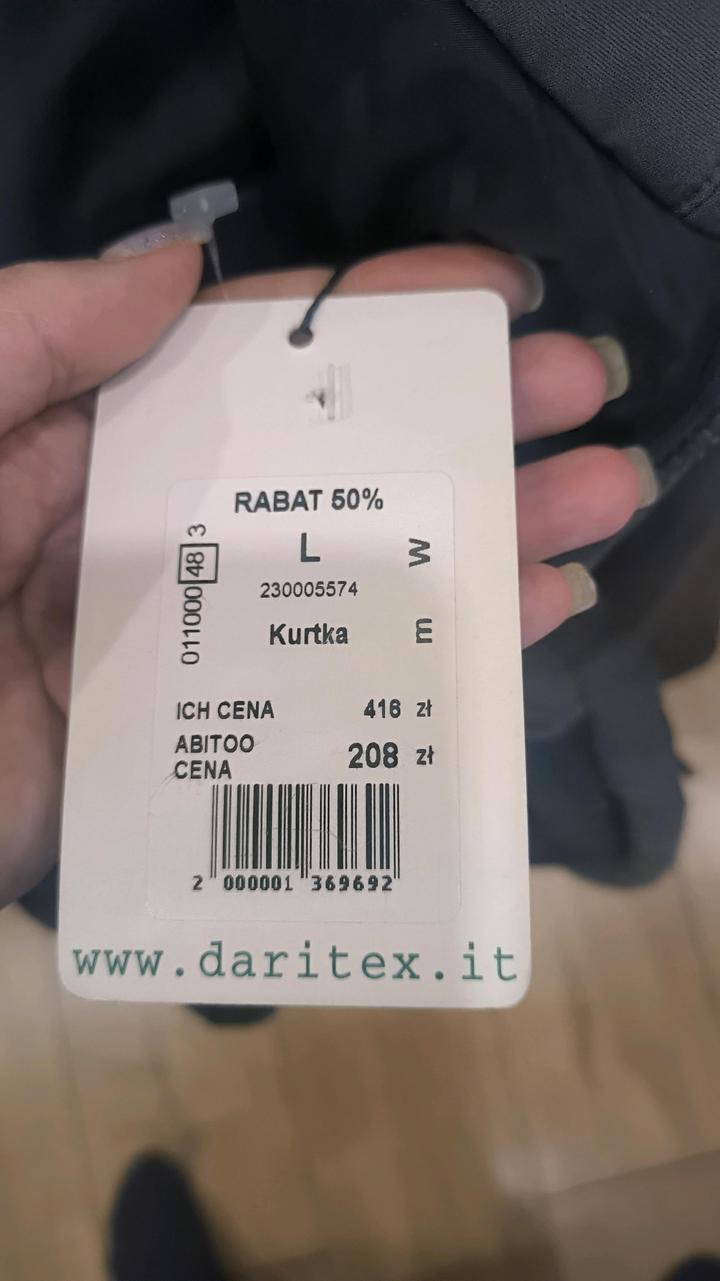 RABAT 50%
L
W
011000 48 3
230005574
Kurtka
m
ICH CENA 416 zł
ABITOO
CENA 208 zł
2 000001 369692
www.daritex.it